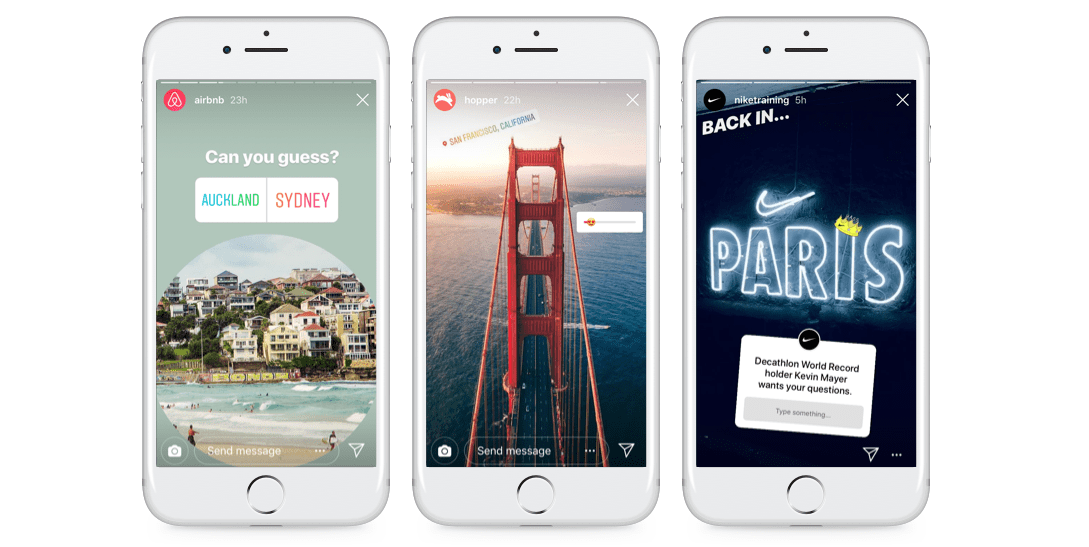 airbnb 23h
Can you guess?
AUCKLAND SYDNEY
Send message
hopper 22h
SAN FRANCISCO, CALIFORNIA
Send message
niketraining 5h
BACK IN...
PARIS
Decathlon World Record
holder Kevin Mayer
wants your questions.
Type something...